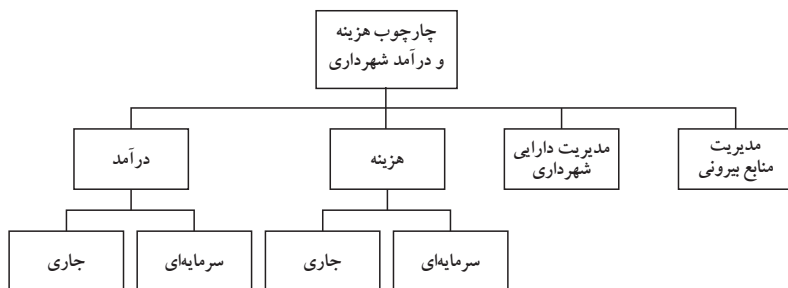 چارچوب هزینه
و درآمد شهرداری
مدیریت
منابع بیرونی
مدیریت دارایی
شهرداری
هزینه
درآمد
سرمایه‌ای
جاری
سرمایه‌ای
جاری